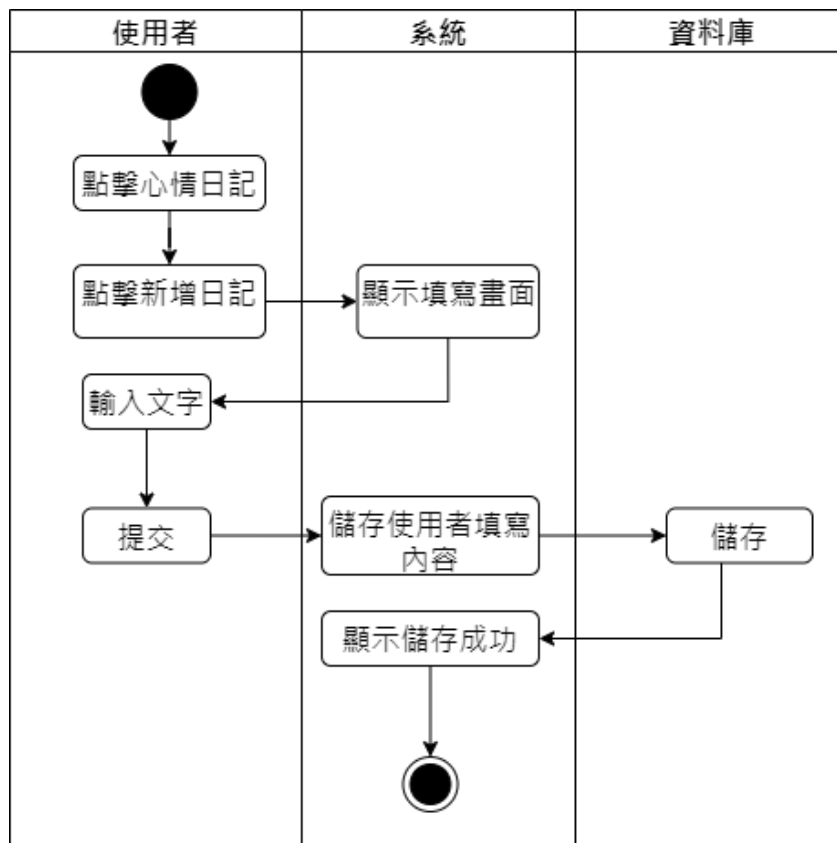 使用者
系統
資料庫
點擊心情日記
點擊新增日記
顯示填寫畫面
輸入文字
提交
儲存使用者填寫
內容
儲存
顯示儲存成功